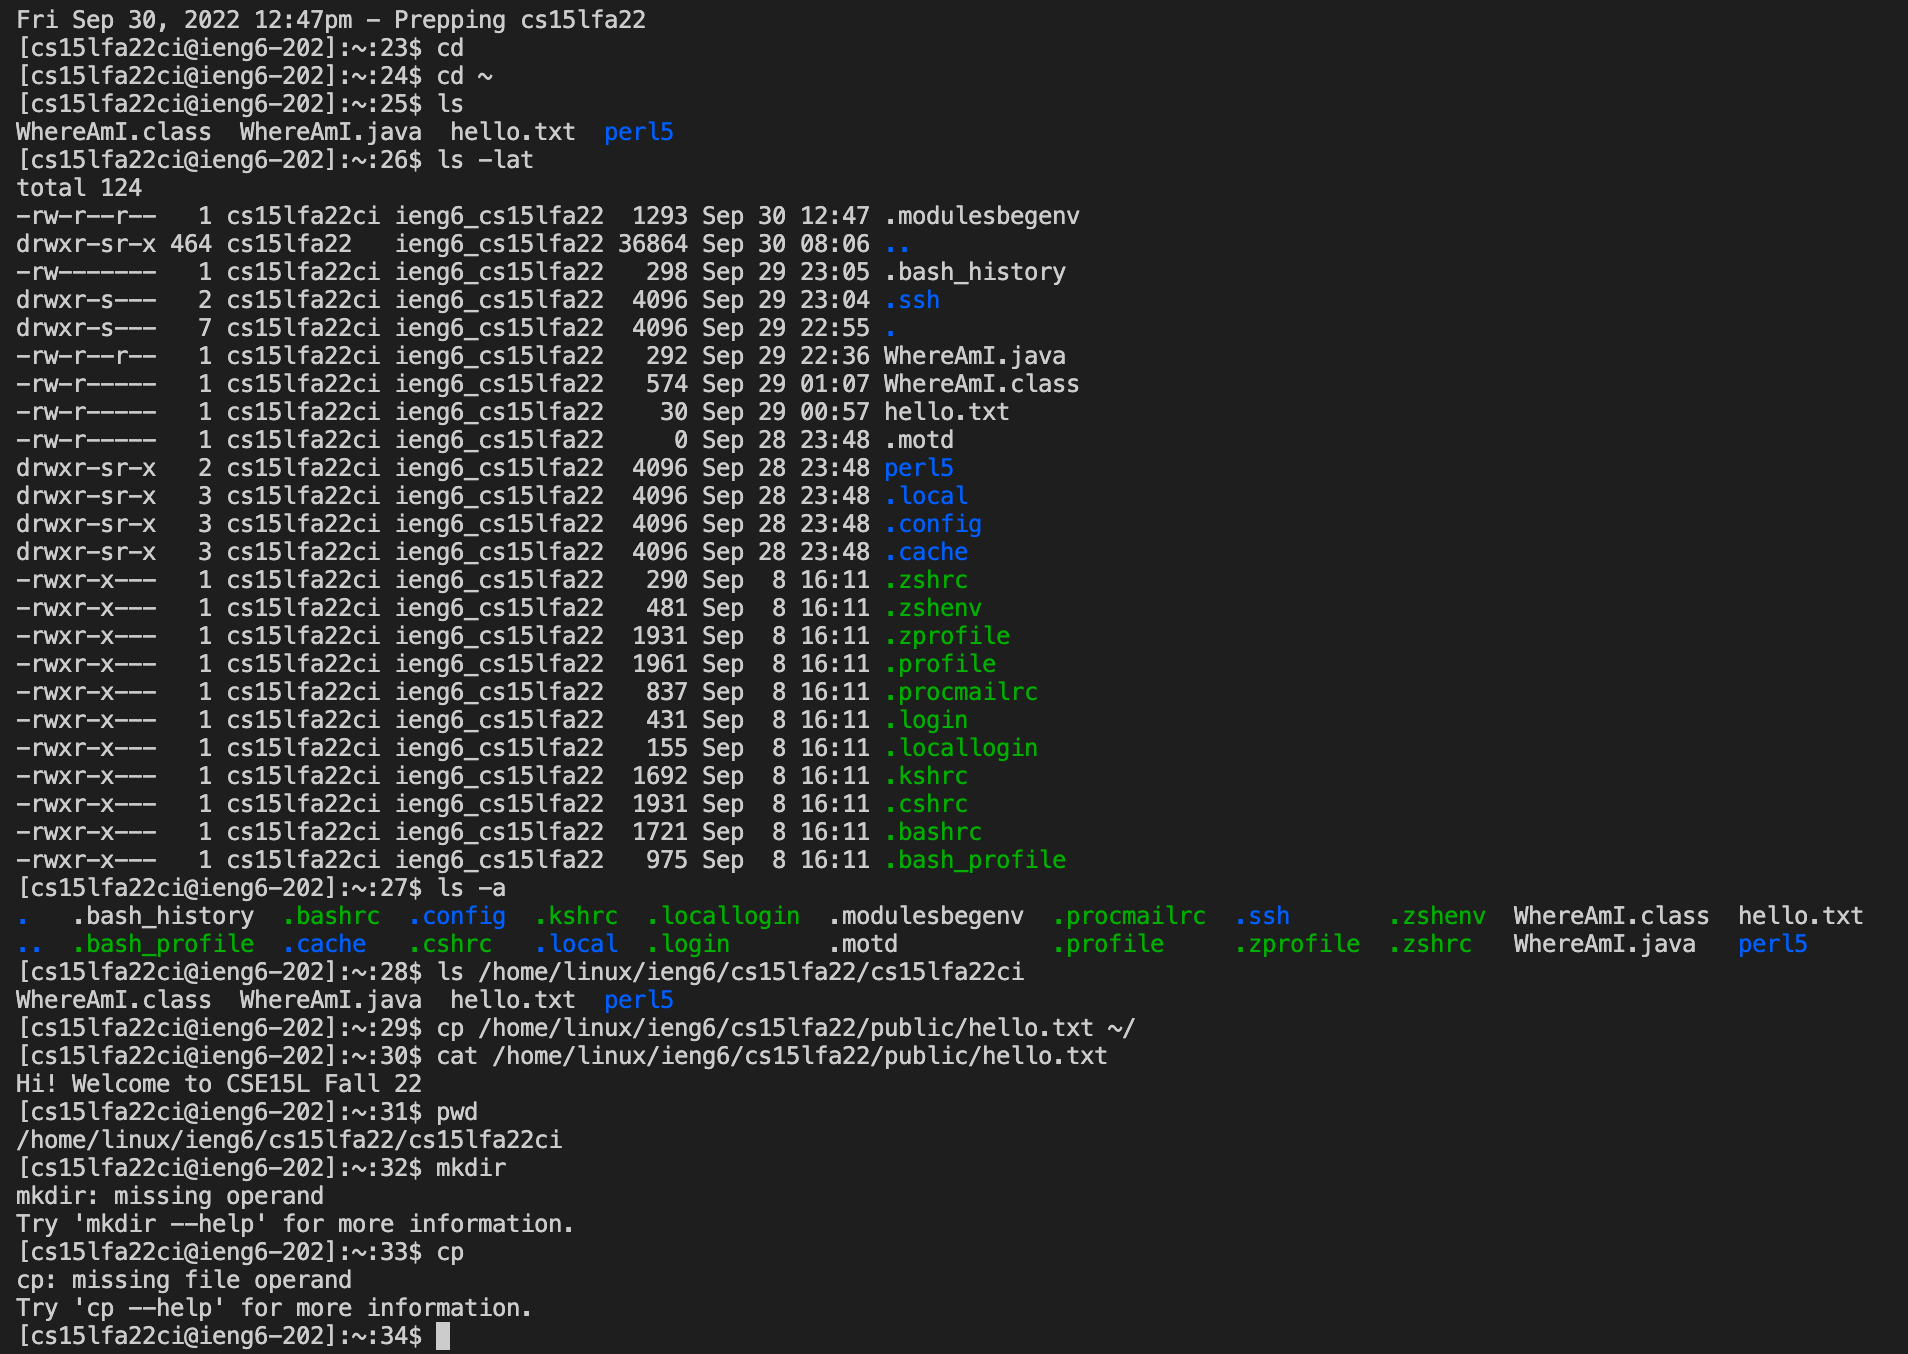 Fri Sep 30, 2022 12:47pm - Prepping cs15lfa22
[cs15lfa22ci@ieng6-202]:~:23$ cd
[cs15lfa22ci@ieng6-202]:~:24$ cd ~
[cs15lfa22ci@ieng6-202]:~:25$ ls
WhereAmI.class  WhereAmI.java  hello.txt  perl5
[cs15lfa22ci@ieng6-202]:~:26$ ls -lat
total 124
-rw-r--r--   1 cs15lfa22ci ieng6_cs15lfa22  1293 Sep 30 12:47 .modulesbegenv
drwxr-sr-x 464 cs15lfa22   ieng6_cs15lfa22 36864 Sep 30 08:06 ..
-rw-------   1 cs15lfa22ci ieng6_cs15lfa22   298 Sep 29 23:05 .bash_history
drwxr-s---   2 cs15lfa22ci ieng6_cs15lfa22  4096 Sep 29 23:04 .ssh
drwxr-s---   7 cs15lfa22ci ieng6_cs15lfa22  4096 Sep 29 22:55 .
-rw-r--r--   1 cs15lfa22ci ieng6_cs15lfa22   292 Sep 29 22:36 WhereAmI.java
-rw-r-----   1 cs15lfa22ci ieng6_cs15lfa22   574 Sep 29 01:07 WhereAmI.class
-rw-r-----   1 cs15lfa22ci ieng6_cs15lfa22    30 Sep 29 00:57 hello.txt
-rw-r-----   1 cs15lfa22ci ieng6_cs15lfa22     0 Sep 28 23:48 .motd
drwxr-sr-x   2 cs15lfa22ci ieng6_cs15lfa22  4096 Sep 28 23:48 perl5
drwxr-sr-x   3 cs15lfa22ci ieng6_cs15lfa22  4096 Sep 28 23:48 .local
drwxr-sr-x   3 cs15lfa22ci ieng6_cs15lfa22  4096 Sep 28 23:48 .config
drwxr-sr-x   3 cs15lfa22ci ieng6_cs15lfa22  4096 Sep 28 23:48 .cache
-rwxr-x---   1 cs15lfa22ci ieng6_cs15lfa22   290 Sep  8 16:11 .zshrc
-rwxr-x---   1 cs15lfa22ci ieng6_cs15lfa22   481 Sep  8 16:11 .zshenv
-rwxr-x---   1 cs15lfa22ci ieng6_cs15lfa22  1931 Sep  8 16:11 .zprofile
-rwxr-x---   1 cs15lfa22ci ieng6_cs15lfa22  1961 Sep  8 16:11 .profile
-rwxr-x---   1 cs15lfa22ci ieng6_cs15lfa22   837 Sep  8 16:11 .procmailrc
-rwxr-x---   1 cs15lfa22ci ieng6_cs15lfa22   431 Sep  8 16:11 .login
-rwxr-x---   1 cs15lfa22ci ieng6_cs15lfa22   155 Sep  8 16:11 .locallogin
-rwxr-x---   1 cs15lfa22ci ieng6_cs15lfa22  1692 Sep  8 16:11 .kshrc
-rwxr-x---   1 cs15lfa22ci ieng6_cs15lfa22  1931 Sep  8 16:11 .cshrc
-rwxr-x---   1 cs15lfa22ci ieng6_cs15lfa22  1721 Sep  8 16:11 .bashrc
-rwxr-x---   1 cs15lfa22ci ieng6_cs15lfa22   975 Sep  8 16:11 .bash_profile
[cs15lfa22ci@ieng6-202]:~:27$ ls -a
.   .bash_history  .bashrc  .config  .kshrc  .locallogin  .modulesbegenv  .procmailrc  .ssh       .zshenv  WhereAmI.class  hello.txt
..  .bash_profile  .cache   .cshrc   .local  .login       .motd           .profile     .zprofile  .zshrc   WhereAmI.java   perl5
[cs15lfa22ci@ieng6-202]:~:28$ ls /home/linux/ieng6/cs15lfa22/cs15lfa22ci
WhereAmI.class  WhereAmI.java  hello.txt  perl5
[cs15lfa22ci@ieng6-202]:~:29$ cp /home/linux/ieng6/cs15lfa22/public/hello.txt ~/
[cs15lfa22ci@ieng6-202]:~:30$ cat /home/linux/ieng6/cs15lfa22/public/hello.txt
Hi! Welcome to CSE15L Fall 22
[cs15lfa22ci@ieng6-202]:~:31$ pwd
/home/linux/ieng6/cs15lfa22/cs15lfa22ci
[cs15lfa22ci@ieng6-202]:~:32$ mkdir
mkdir: missing operand
Try 'mkdir --help' for more information.
[cs15lfa22ci@ieng6-202]:~:33$ cp
cp: missing file operand
Try 'cp --help' for more information.
[cs15lfa22ci@ieng6-202]:~:34$